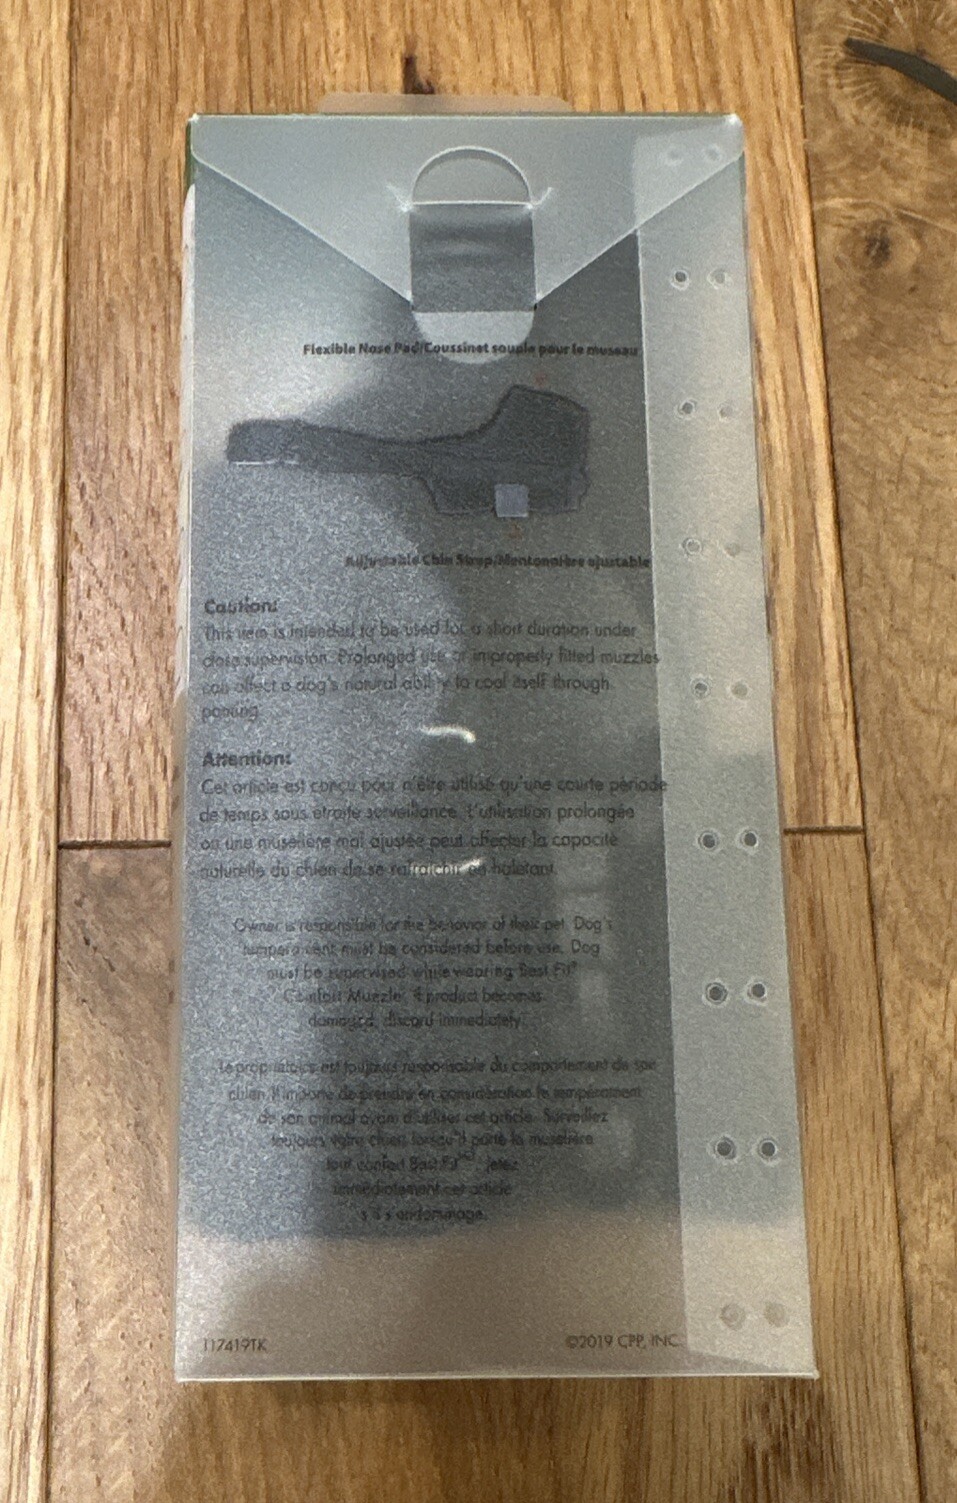 Flexible Nose Pad/Coussinet souple pour le museau
Adjustable Chin Strap/Mentonnière ajustable
Caution:
This item is intended to be used for a short duration under
close supervision. Prolonged use or improperly fitted muzzles
can affect a dog's natural ability to cool itself through
panting.
Attention:
Cet article est conçu pour n'être utilisé qu'une courte période
de temps sous étroite surveillance. L'utilisation prolongée
ou une muselière mal ajustée peut affecter la capacité
naturelle du chien de se rafraîchir en haletant.
Owner is responsible for the behavior of their pet. Dog's
temperament must be considered before use. Dog
must be supervised while wearing Best Fit®
Comfort Muzzle. If product becomes
damaged, discard immediately.
Le propriétaire est toujours responsable du comportement de son
chien. Il importe de prendre en considération le tempérament
de son animal avant d'utiliser cet article. Surveillez
toujours votre chien lorsqu'il porte la muselière
tout confort Best Fit. Jetez
immédiatement cet article
s'il s'endommage.
117419TK
©2019 CPP, INC.